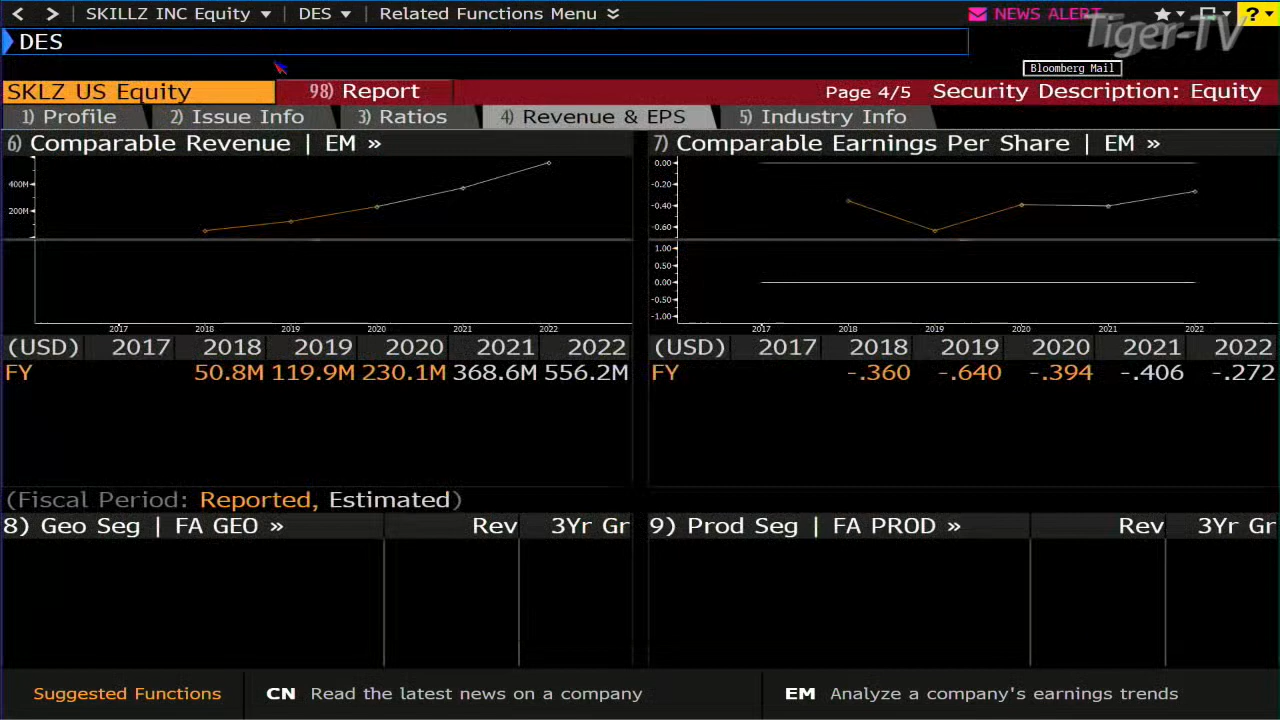 SKILLZ INC Equity DES Related Functions Menu NEWS ALERT ?
Tiger-TV
DES
Bloomberg Mail
SKLZ US Equity 98) Report Page 4/5 Security Description: Equity
1) Profile 2) Issue Info 3) Ratios 4) Revenue & EPS 5) Industry Info
6) Comparable Revenue | EM » 7) Comparable Earnings Per Share | EM »
400M
200M
0.00
-0.20
-0.40
-0.60
1.00
0.50
0.00
-0.50
-1.00
2017 2018 2019 2020 2021 2022 2017 2018 2019 2020 2021 2022
(USD) 2017 2018 2019 2020 2021 2022 (USD) 2017 2018 2019 2020 2021 2022
FY 50.8M 119.9M 230.1M 368.6M 556.2M FY -.360 -.640 -.394 -.406 -.272
(Fiscal Period: Reported, Estimated)
8) Geo Seg | FA GEO » Rev 3Yr Gr 9) Prod Seg | FA PROD » Rev 3Yr Gr
Suggested Functions CN Read the latest news on a company EM Analyze a company's earnings trends